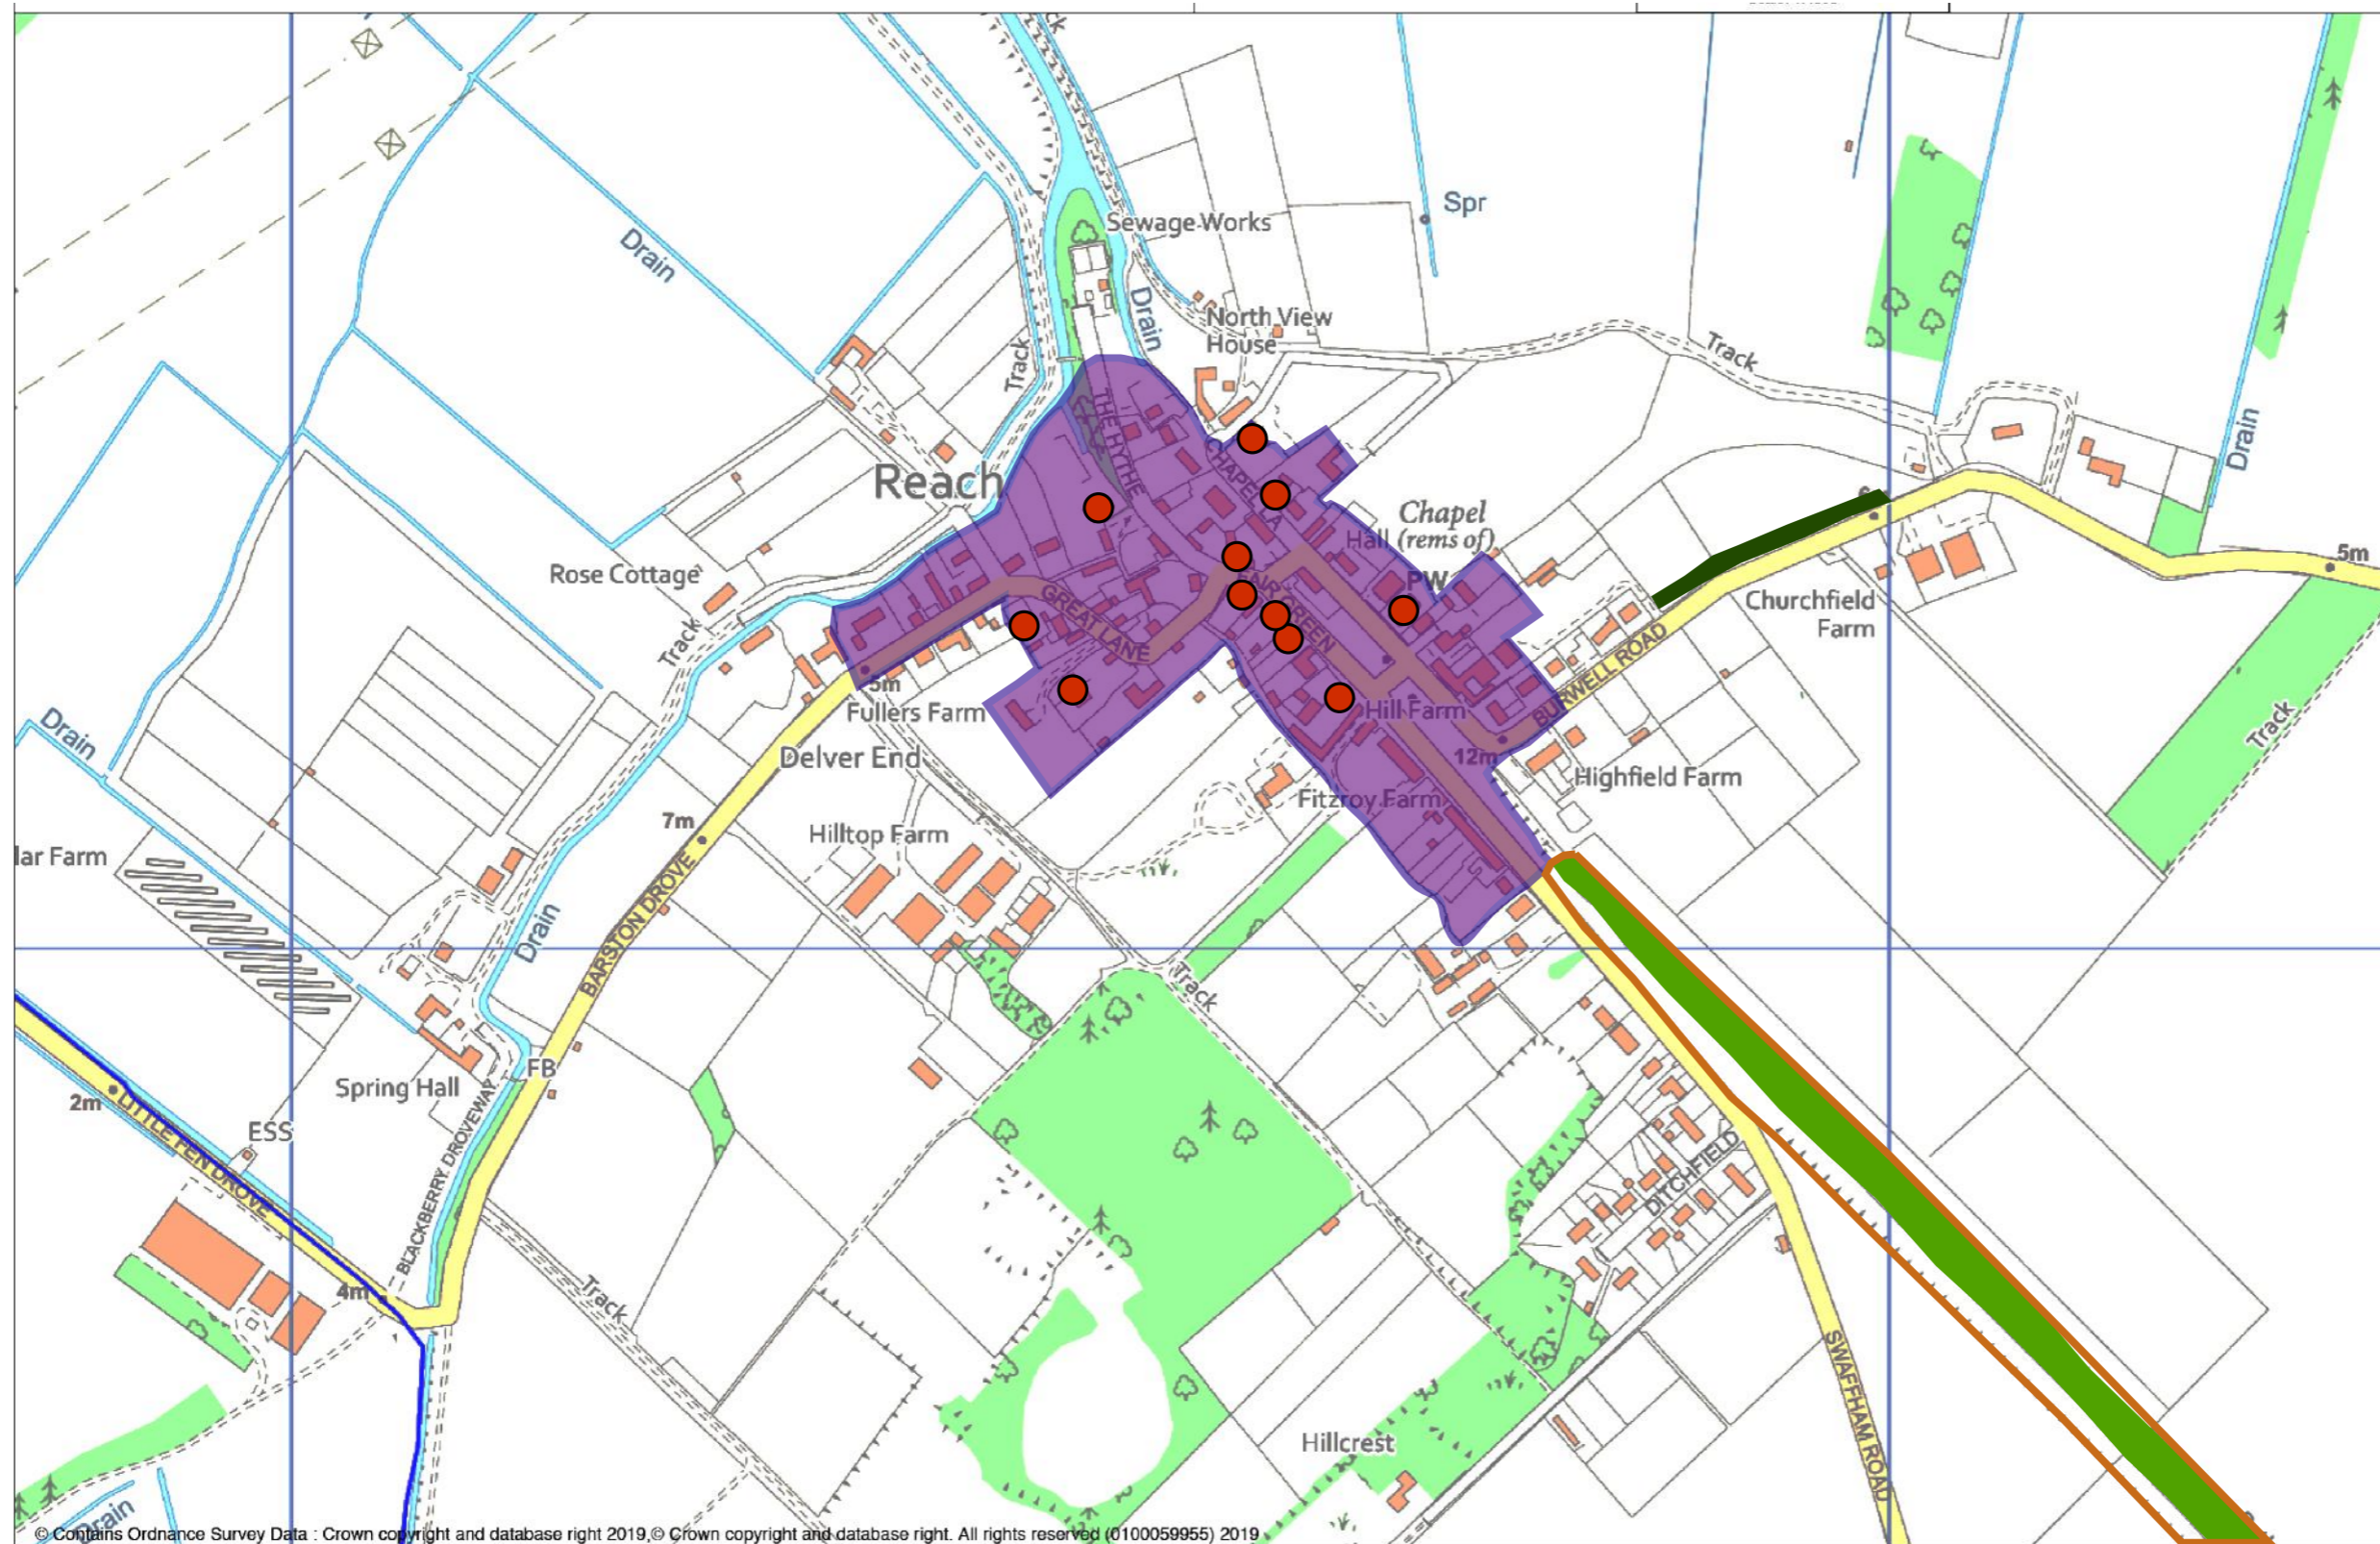 Spr
Sewage Works
Drain
Drain
North View
House
Track
Track
THE HYTHE
Reach
Drain
Chapel
Hall (rems of)
5m
Rose Cottage
GREAT LANE
PW
Churchfield
Farm
Track
BURWELL ROAD
5m
Fullers Farm
Hill Farm
Drain
Track
Delver End
12m
Highfield Farm
Fitzroy Farm
7m
Hilltop Farm
lar Farm
Drain
BARSTON DROVE
Track
FB
Spring Hall
2m
LITTLE FEN DROVE
ESS
BLACKBERRY DROVEWAY
DITCHFIELD
4m
Track
SWAFFHAM ROAD
Hillcrest
Drain
© Contains Ordnance Survey Data : Crown copyright and database right 2019,© Crown copyright and database right. All rights reserved (0100059955) 2019